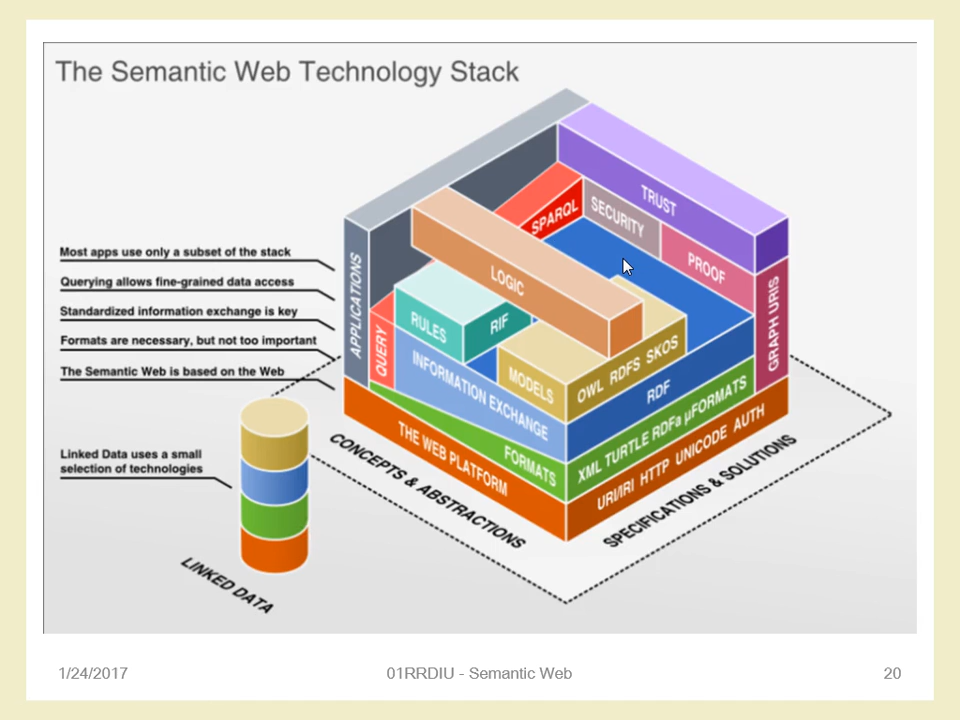 The Semantic Web Technology Stack
TRUST
SPARQL
SECURITY
PROOF
Most apps use only a subset of the stack
Querying allows fine-grained data access
Standardized information exchange is key
Formats are necessary, but not too important
The Semantic Web is based on the Web
APPLICATIONS
LOGIC
GRAPH URIS
RULES
RIF
QUERY
INFORMATION EXCHANGE
MODELS
OWL RDFS SKOS
RDF
THE WEB PLATFORM
FORMATS
XML TURTLE RDFa µFORMATS
URI/IRI HTTP UNICODE AUTH
CONCEPTS & ABSTRACTIONS
SPECIFICATIONS & SOLUTIONS
Linked Data uses a small
selection of technologies
LINKED DATA
1/24/2017
01RRDIU - Semantic Web
20